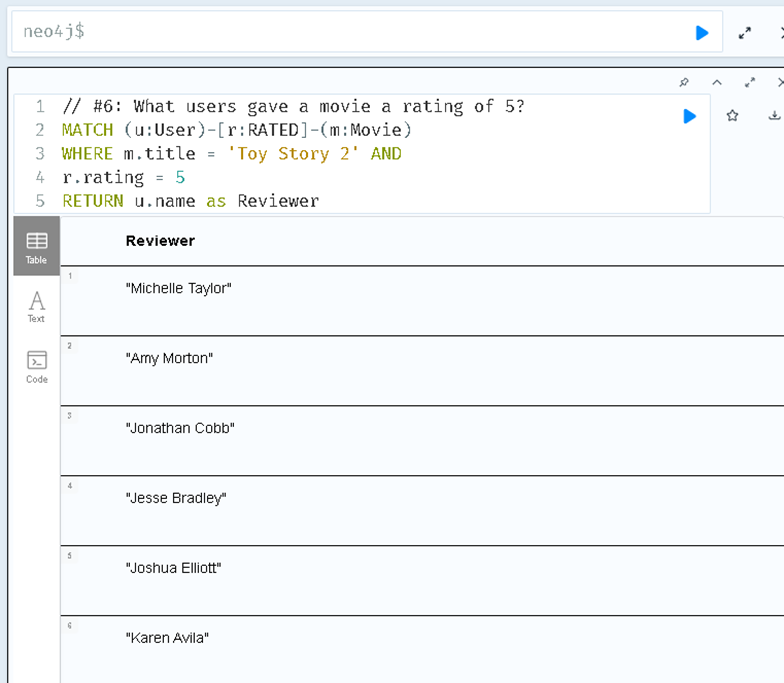 neo4j$
1 // #6: What users gave a movie a rating of 5?
2 MATCH (u:User)-[r:RATED]-(m:Movie)
3 WHERE m.title = 'Toy Story 2' AND
4 r.rating = 5
5 RETURN u.name as Reviewer
Table
Text
Code
Reviewer
1
"Michelle Taylor"
2
"Amy Morton"
3
"Jonathan Cobb"
4
"Jesse Bradley"
5
"Joshua Elliott"
6
"Karen Avila"